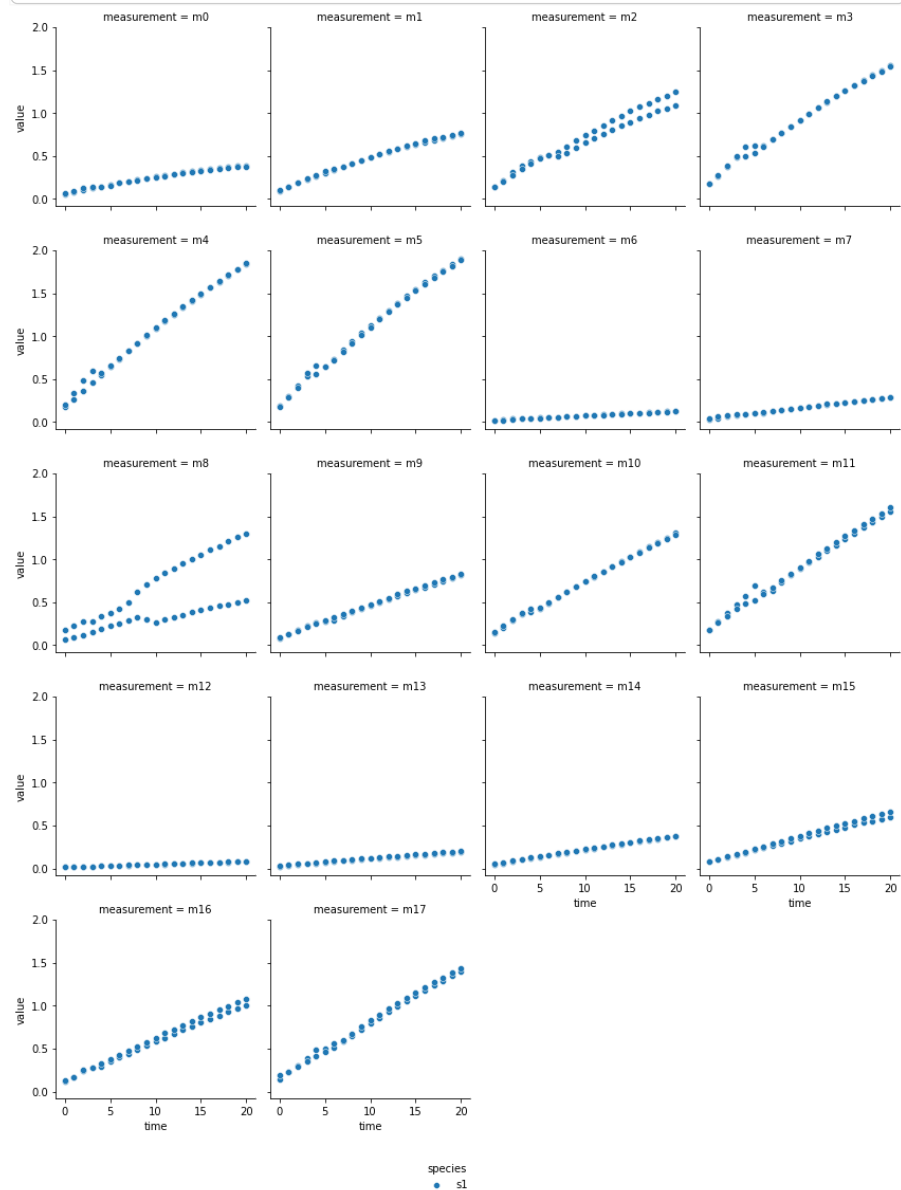 measurement = m0 measurement = m1 measurement = m2 measurement = m3
2.0
1.5
1.0
0.5
0.0
value
measurement = m4 measurement = m5 measurement = m6 measurement = m7
2.0
1.5
1.0
0.5
0.0
value
measurement = m8 measurement = m9 measurement = m10 measurement = m11
2.0
1.5
1.0
0.5
0.0
value
measurement = m12 measurement = m13 measurement = m14 measurement = m15
2.0
1.5
1.0
0.5
0.0
value
0 5 10 15 20 0 5 10 15 20
time time
measurement = m16 measurement = m17
2.0
1.5
1.0
0.5
0.0
value
0 5 10 15 20 0 5 10 15 20
time time
species
s1